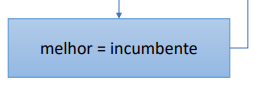 melhor = incumbente